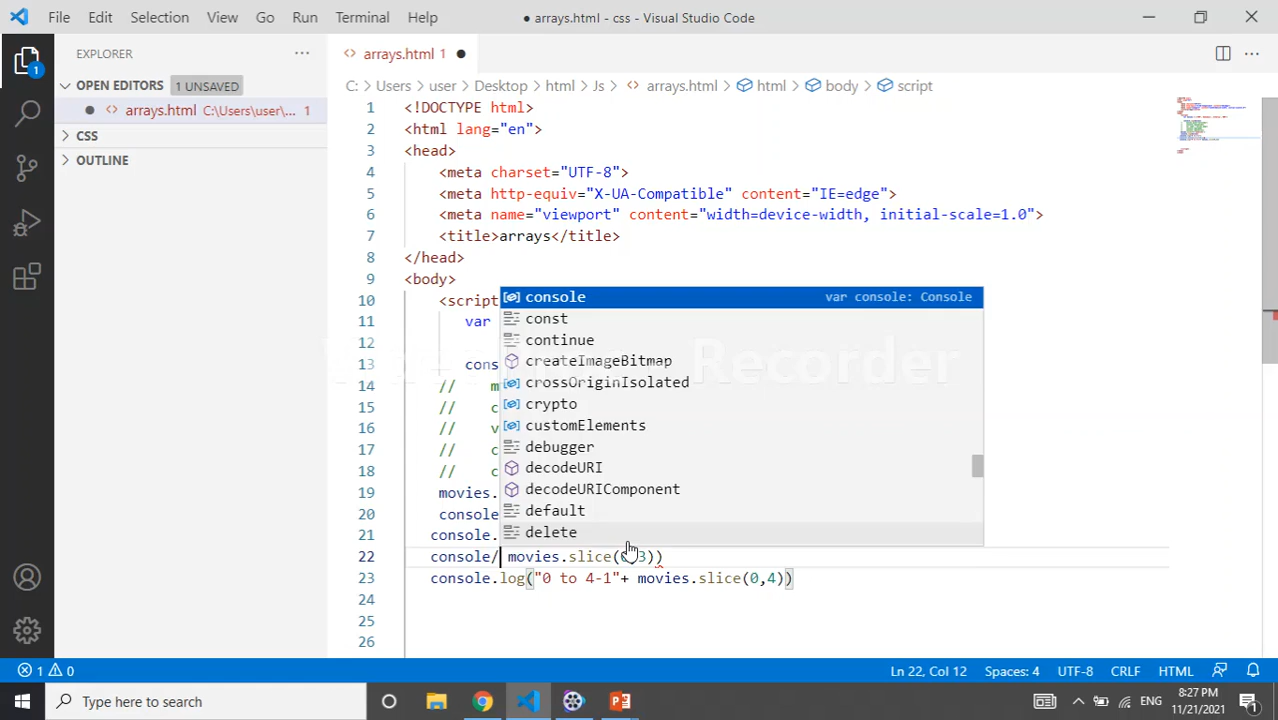 File Edit Selection View Go Run Terminal Help
● arrays.html - css - Visual Studio Code
EXPLORER
arrays.html 1
OPEN EDITORS 1 UNSAVED
C: > Users > user > Desktop > html > Js > arrays.html > html > body > script
arrays.html C:\Users\user\... 1
CSS
OUTLINE
1 <!DOCTYPE html>
2 <html lang="en">
3 <head>
4 <meta charset="UTF-8">
5 <meta http-equiv="X-UA-Compatible" content="IE=edge">
6 <meta name="viewport" content="width=device-width, initial-scale=1.0">
7 <title>arrays</title>
8 </head>
9 <body>
10 <script
11 var
12
13 cons
14 // m
15 // c
16 // v
17 // c
18 // c
19 movies.
20 console
21 console.
22 console/ movies.slice(0,3))
23 console.log("0 to 4-1"+ movies.slice(0,4))
24
25
26
console var console: Console
const
continue
createImageBitmap
crossOriginIsolated
crypto
customElements
debugger
decodeURI
decodeURIComponent
default
delete
Recorder
1 0 Ln 22, Col 12 Spaces: 4 UTF-8 CRLF HTML
Type here to search
ENG
8:27 PM
11/21/2021
1